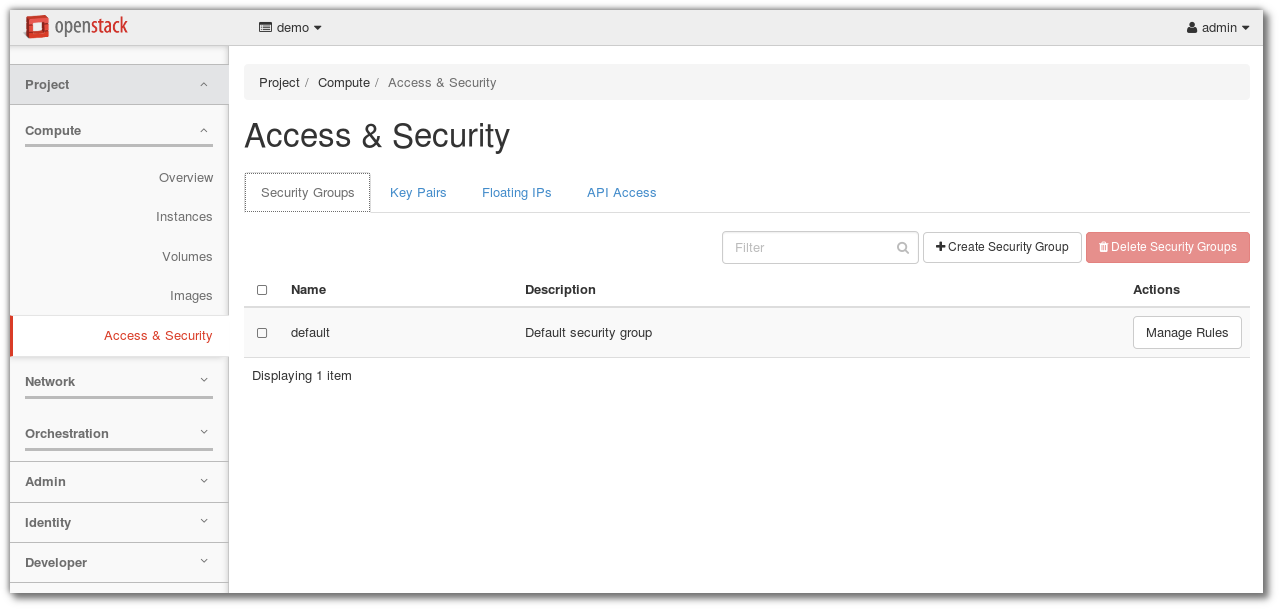 openstack
demo
admin
Project
Compute
Overview
Instances
Volumes
Images
Access & Security
Network
Orchestration
Admin
Identity
Developer
Project / Compute / Access & Security
Access & Security
Security Groups Key Pairs Floating IPs API Access
Filter Create Security Group Delete Security Groups
Name Description Actions
default Default security group Manage Rules
Displaying 1 item